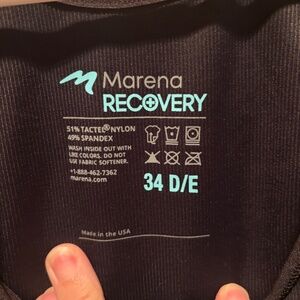 Marena
RECOVERY
51% TACTEL® NYLON
49% SPANDEX
WASH INSIDE OUT WITH
LIKE COLORS. DO NOT
USE FABRIC SOFTENER.
+1-888-462-7362
marena.com
34 D/E
Made in the USA